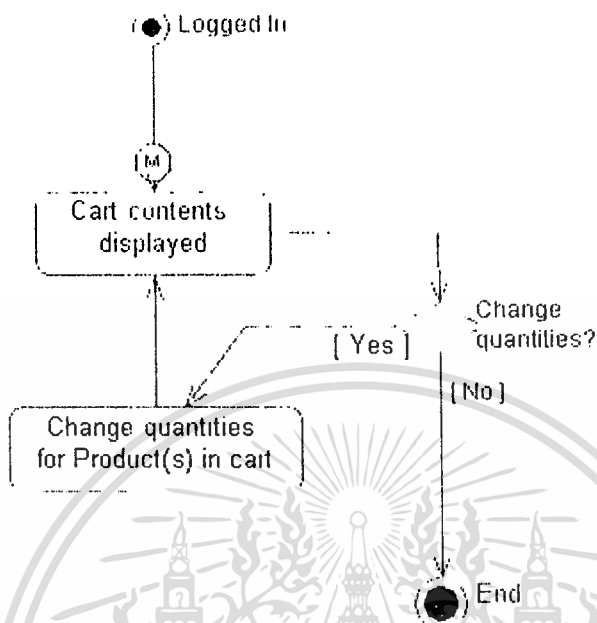 Logged In
M
Cart contents
displayed
Change
quantities?
[ Yes ]
[ No ]
Change quantities
for Product(s) in cart
End